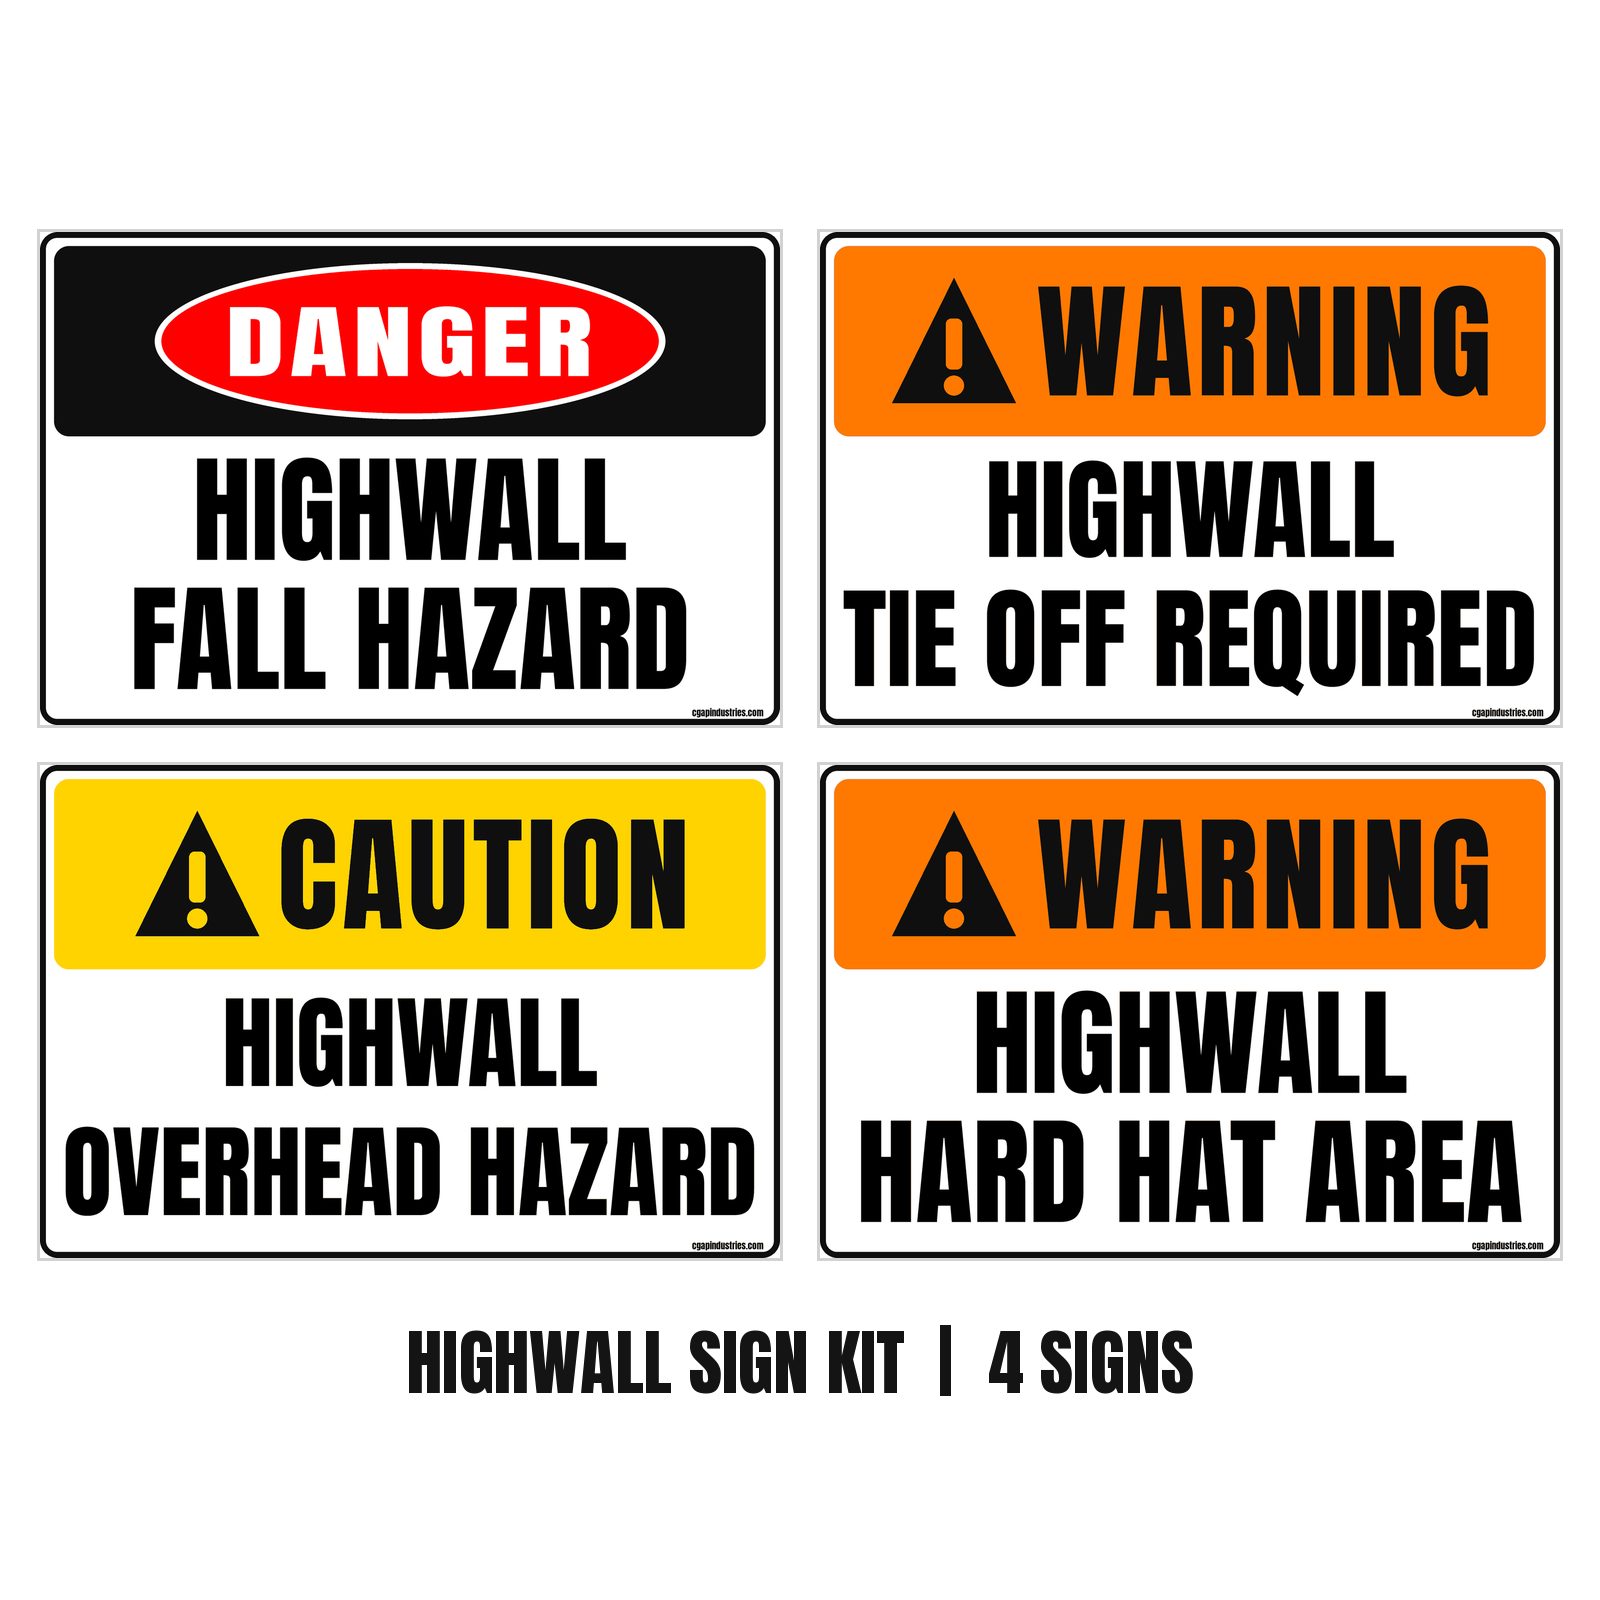 DANGER
HIGHWALL
FALL HAZARD
cgapindustries.com
WARNING
HIGHWALL
TIE OFF REQUIRED
cgapindustries.com
CAUTION
HIGHWALL
OVERHEAD HAZARD
cgapindustries.com
WARNING
HIGHWALL
HARD HAT AREA
cgapindustries.com
HIGHWALL SIGN KIT | 4 SIGNS